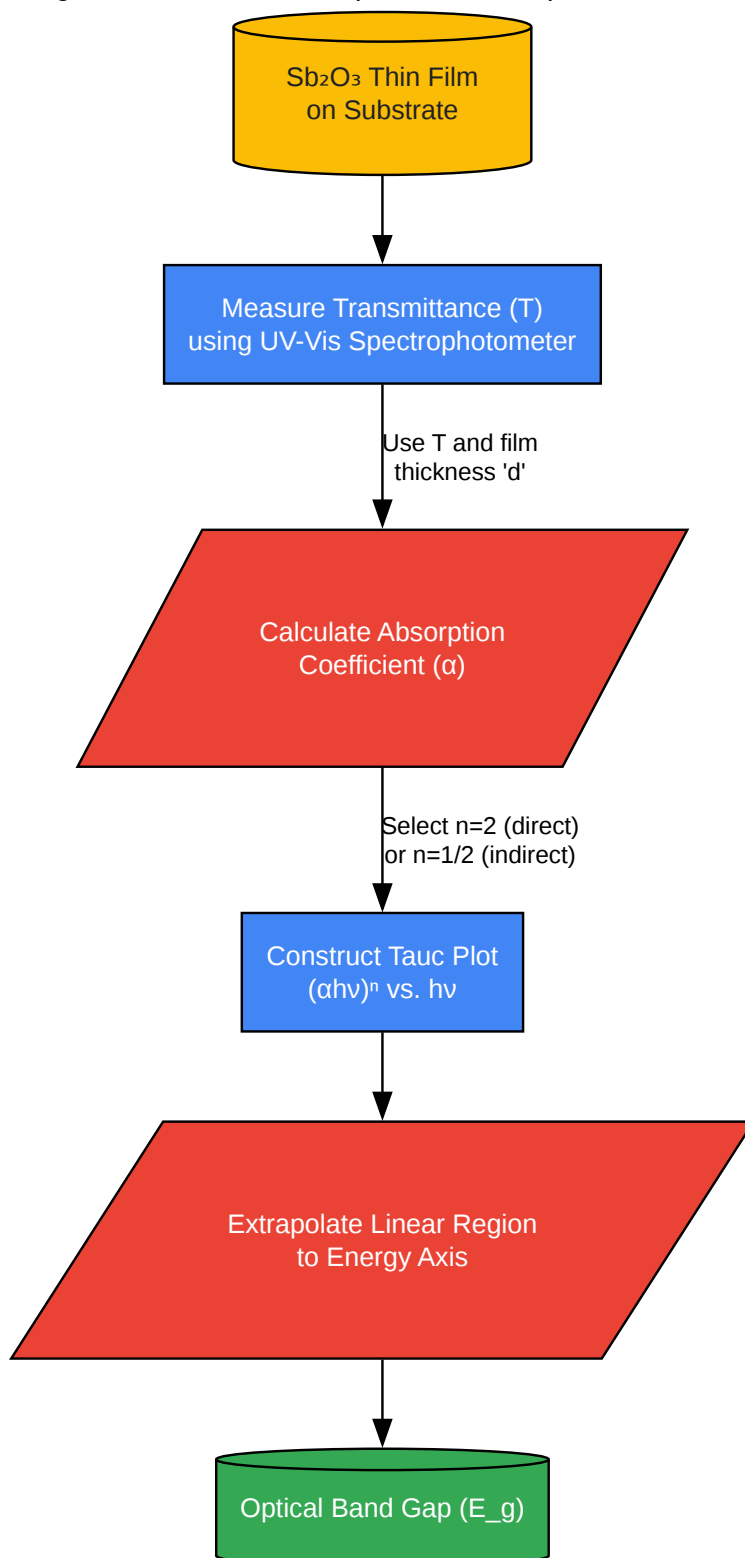 Sb₂O₃ Thin Film
on Substrate
Measure Transmittance (T)
using UV-Vis Spectrophotometer
Use T and film
thickness 'd'
Calculate Absorption
Coefficient (α)
Select n=2 (direct)
or n=1/2 (indirect)
Construct Tauc Plot
(αhν)ⁿ vs. hν
Extrapolate Linear Region
to Energy Axis
Optical Band Gap (E_g)